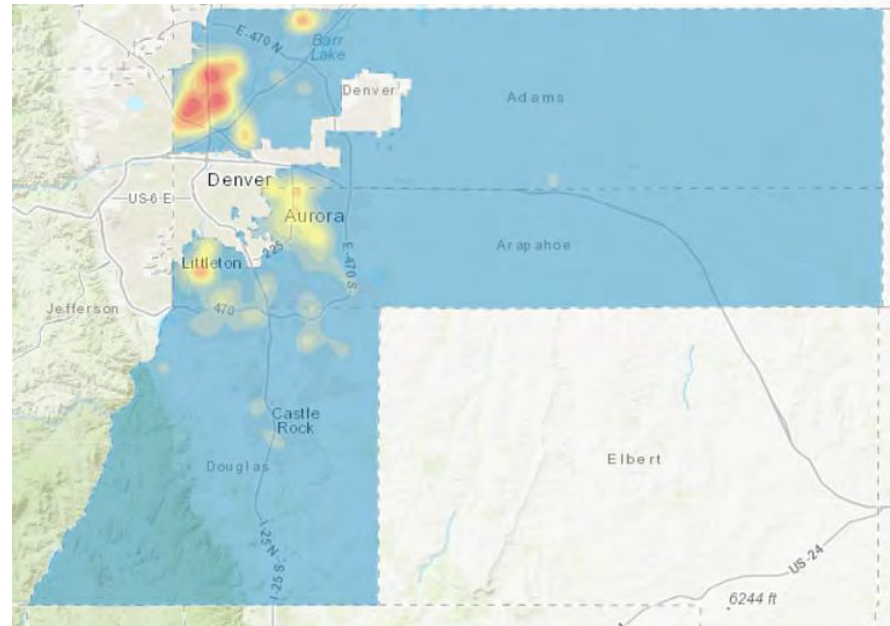 E-470 N
Barr
Lake
Denver
Adams
Denver
US-6 E
Aurora
225
E-470 S
Arapahoe
Littleton
Jefferson
470
Castle
Rock
Douglas
Elbert
I-25 N
I-25 S
US-24
6244 ft